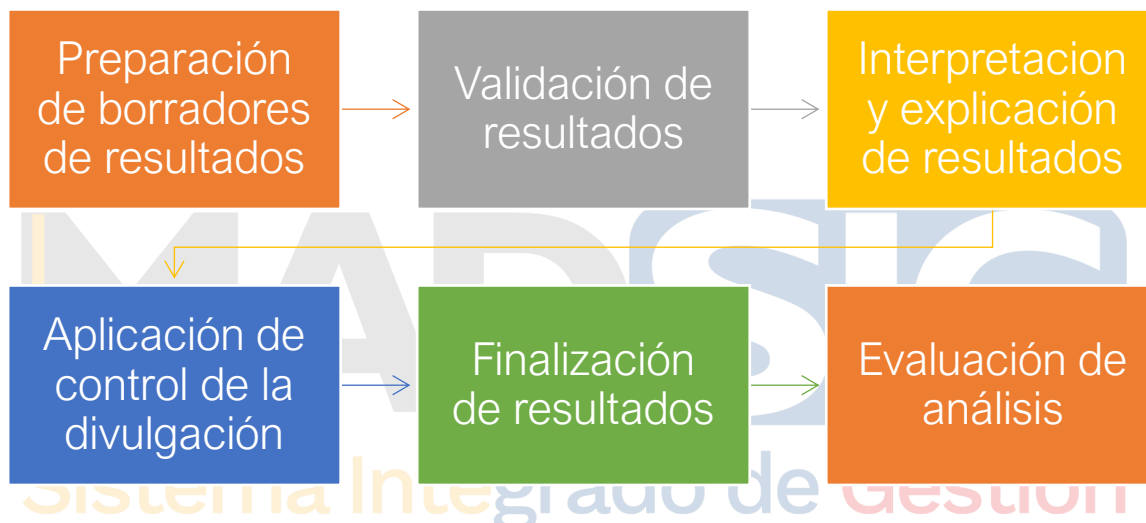 Preparación
de borradores
de resultados
Validación de
resultados
Interpretacion
y explicación
de resultados
Aplicación de
control de la
divulgación
Finalización
de resultados
Evaluación de
análisis
MADSIG
Sistema Integrado de Gestión